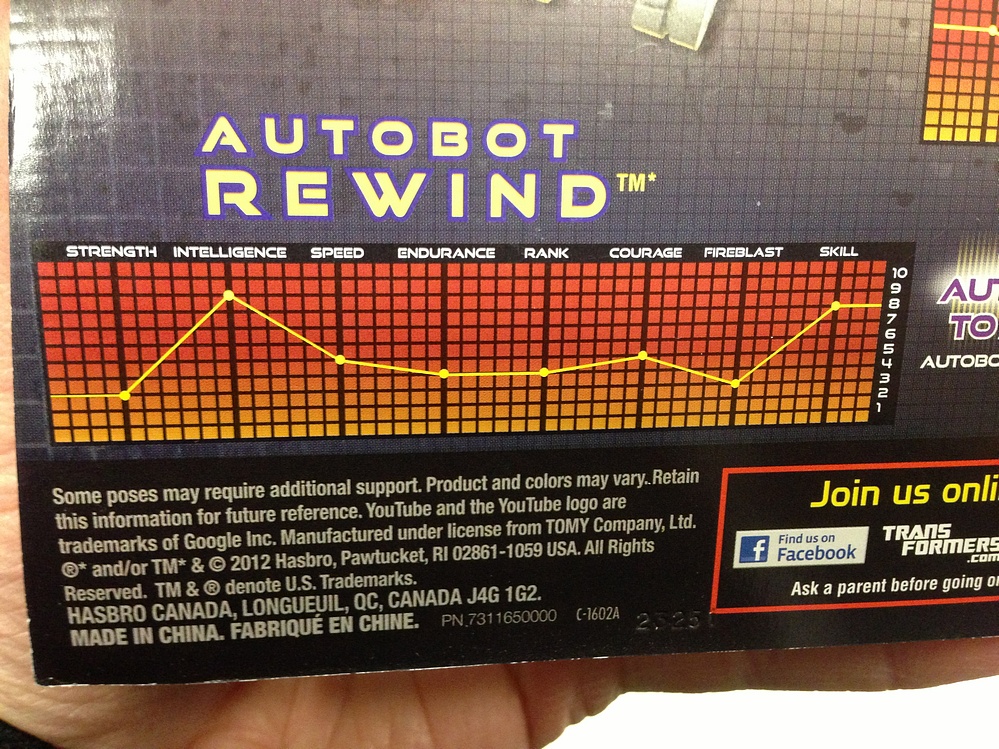 AUTOBOT
REWIND™*
STRENGTH INTELLIGENCE SPEED ENDURANCE RANK COURAGE FIREBLAST SKILL
10
9
8
7
6
5
4
3
2
1
AUTOBO
Some poses may require additional support. Product and colors may vary. Retain
this information for future reference. YouTube and the YouTube logo are
trademarks of Google Inc. Manufactured under license from TOMY Company, Ltd.
®* and/or TM* & © 2012 Hasbro, Pawtucket, RI 02861-1059 USA. All Rights
Reserved. TM & ® denote U.S. Trademarks.
HASBRO CANADA, LONGUEUIL, QC, CANADA J4G 1G2.
MADE IN CHINA. FABRIQUÉ EN CHINE. PN.7311650000 C-1602A
Join us onli
f Find us on
Facebook
TRANS
FORMERS
.com
Ask a parent before going o